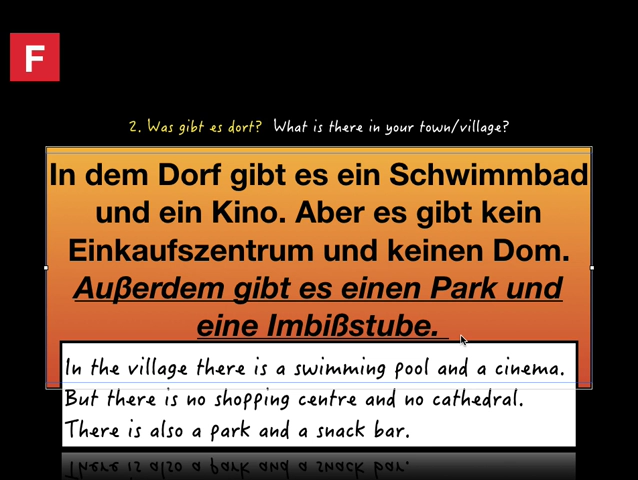 F
2. Was gibt es dort? What is there in your town/village?
In dem Dorf gibt es ein Schwimmbad
und ein Kino. Aber es gibt kein
Einkaufszentrum und keinen Dom.
Außerdem gibt es einen Park und
eine Imbißstube.
In the village there is a swimming pool and a cinema.
But there is no shopping centre and no cathedral.
There is also a park and a snack bar.